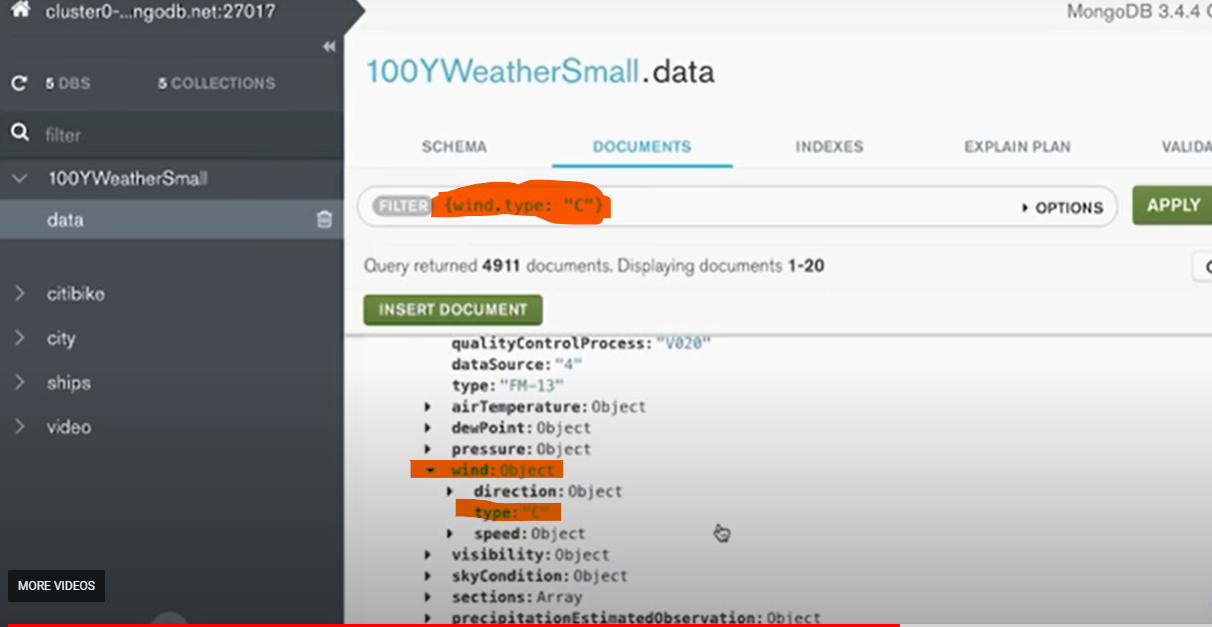 cluster0-...ngodb.net:27017
MongoDB 3.4.4
5 DBS 5 COLLECTIONS
filter
100YWeatherSmall
data
citibike
city
ships
video
100YWeatherSmall.data
SCHEMA DOCUMENTS INDEXES EXPLAIN PLAN VALIDA
FILTER {wind.type: "C"} OPTIONS APPLY
Query returned 4911 documents. Displaying documents 1-20
INSERT DOCUMENT
qualityControlProcess: "V020"
dataSource: "4"
type: "FM-13"
airTemperature: Object
dewPoint: Object
pressure: Object
wind: Object
direction: Object
type: "C"
speed: Object
visibility: Object
skyCondition: Object
sections: Array
precipitationEstimatedObservation: Object
MORE VIDEOS